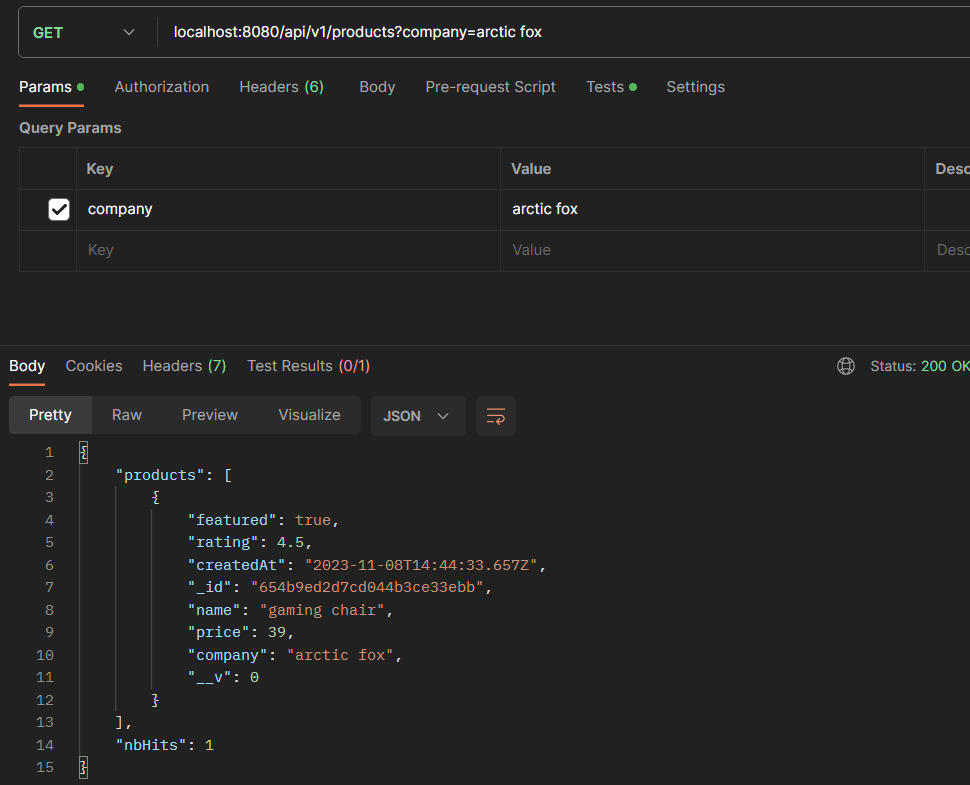 GET localhost:8080/api/v1/products?company=arctic fox
Params Authorization Headers (6) Body Pre-request Script Tests Settings
Query Params
Key Value Desc
company arctic fox
Key Value Desc
Body Cookies Headers (7) Test Results (0/1) Status: 200 OK
Pretty Raw Preview Visualize JSON
1 {
2 "products": [
3 {
4 "featured": true,
5 "rating": 4.5,
6 "createdAt": "2023-11-08T14:44:33.657Z",
7 "_id": "654b9ed2d7cd044b3ce33ebb",
8 "name": "gaming chair",
9 "price": 39,
10 "company": "arctic fox",
11 "__v": 0
12 }
13 ],
14 "nbHits": 1
15 }